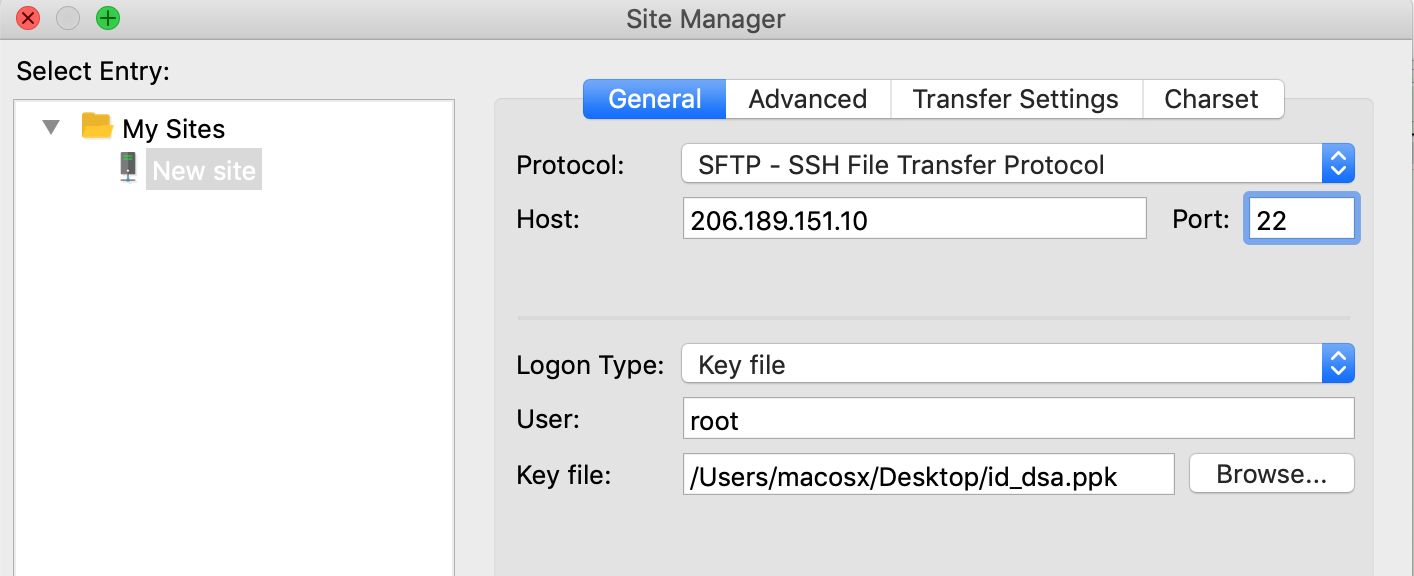 Site Manager
Select Entry:
My Sites
New site
General Advanced Transfer Settings Charset
Protocol: SFTP - SSH File Transfer Protocol
Host: 206.189.151.10 Port: 22
Logon Type: Key file
User: root
Key file: /Users/macosx/Desktop/id_dsa.ppk Browse...